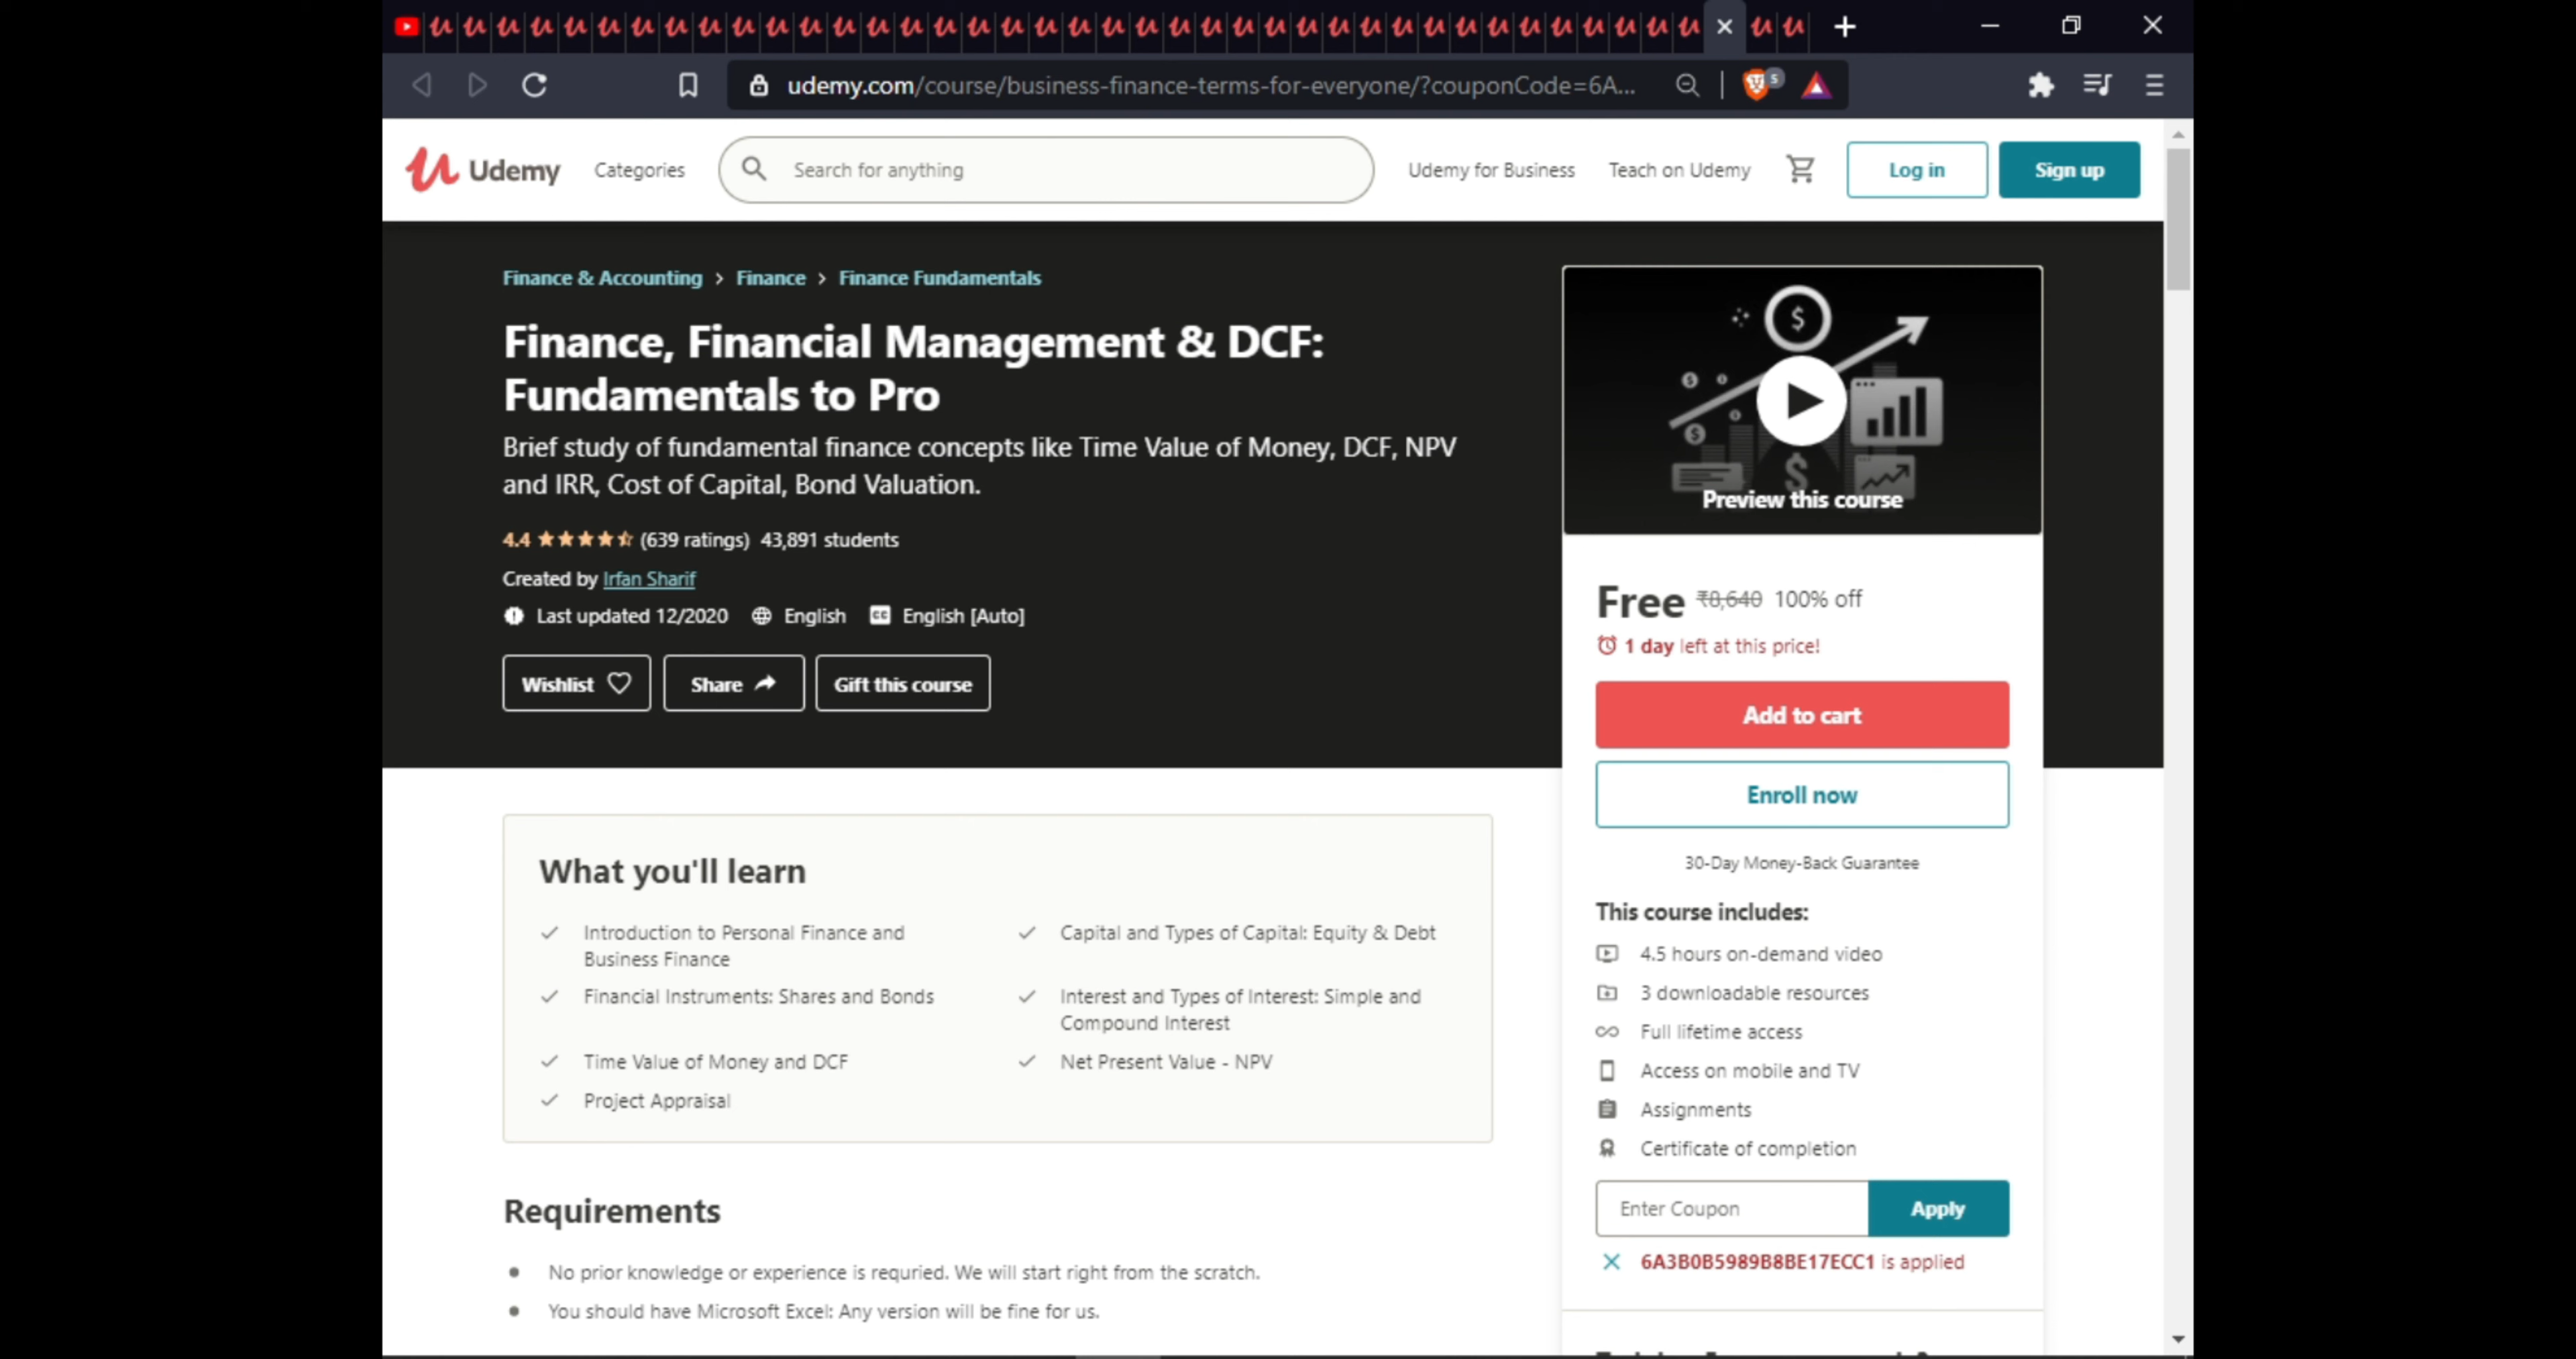 udemy.com/course/business-finance-terms-for-everyone/?couponCode=6A...
5
Udemy
Categories
Search for anything
Udemy for Business
Teach on Udemy
Log in
Sign up
Finance & Accounting > Finance > Finance Fundamentals
Finance, Financial Management & DCF:
Fundamentals to Pro
Brief study of fundamental finance concepts like Time Value of Money, DCF, NPV
and IRR, Cost of Capital, Bond Valuation.
4.4 (639 ratings) 43,891 students
Created by Irfan Sharif
Last updated 12/2020 English CC English [Auto]
Wishlist
Share
Gift this course
Preview this course
Free ₹8,640 100% off
1 day left at this price!
Add to cart
Enroll now
30-Day Money-Back Guarantee
This course includes:
4.5 hours on-demand video
3 downloadable resources
Full lifetime access
Access on mobile and TV
Assignments
Certificate of completion
Enter Coupon
Apply
6A3B0B5989B8BE17ECC1 is applied
What you'll learn
Introduction to Personal Finance and
Business Finance
Capital and Types of Capital: Equity & Debt
Financial Instruments: Shares and Bonds
Interest and Types of Interest: Simple and
Compound Interest
Time Value of Money and DCF
Net Present Value - NPV
Project Appraisal
Requirements
No prior knowledge or experience is requried. We will start right from the scratch.
You should have Microsoft Excel: Any version will be fine for us.